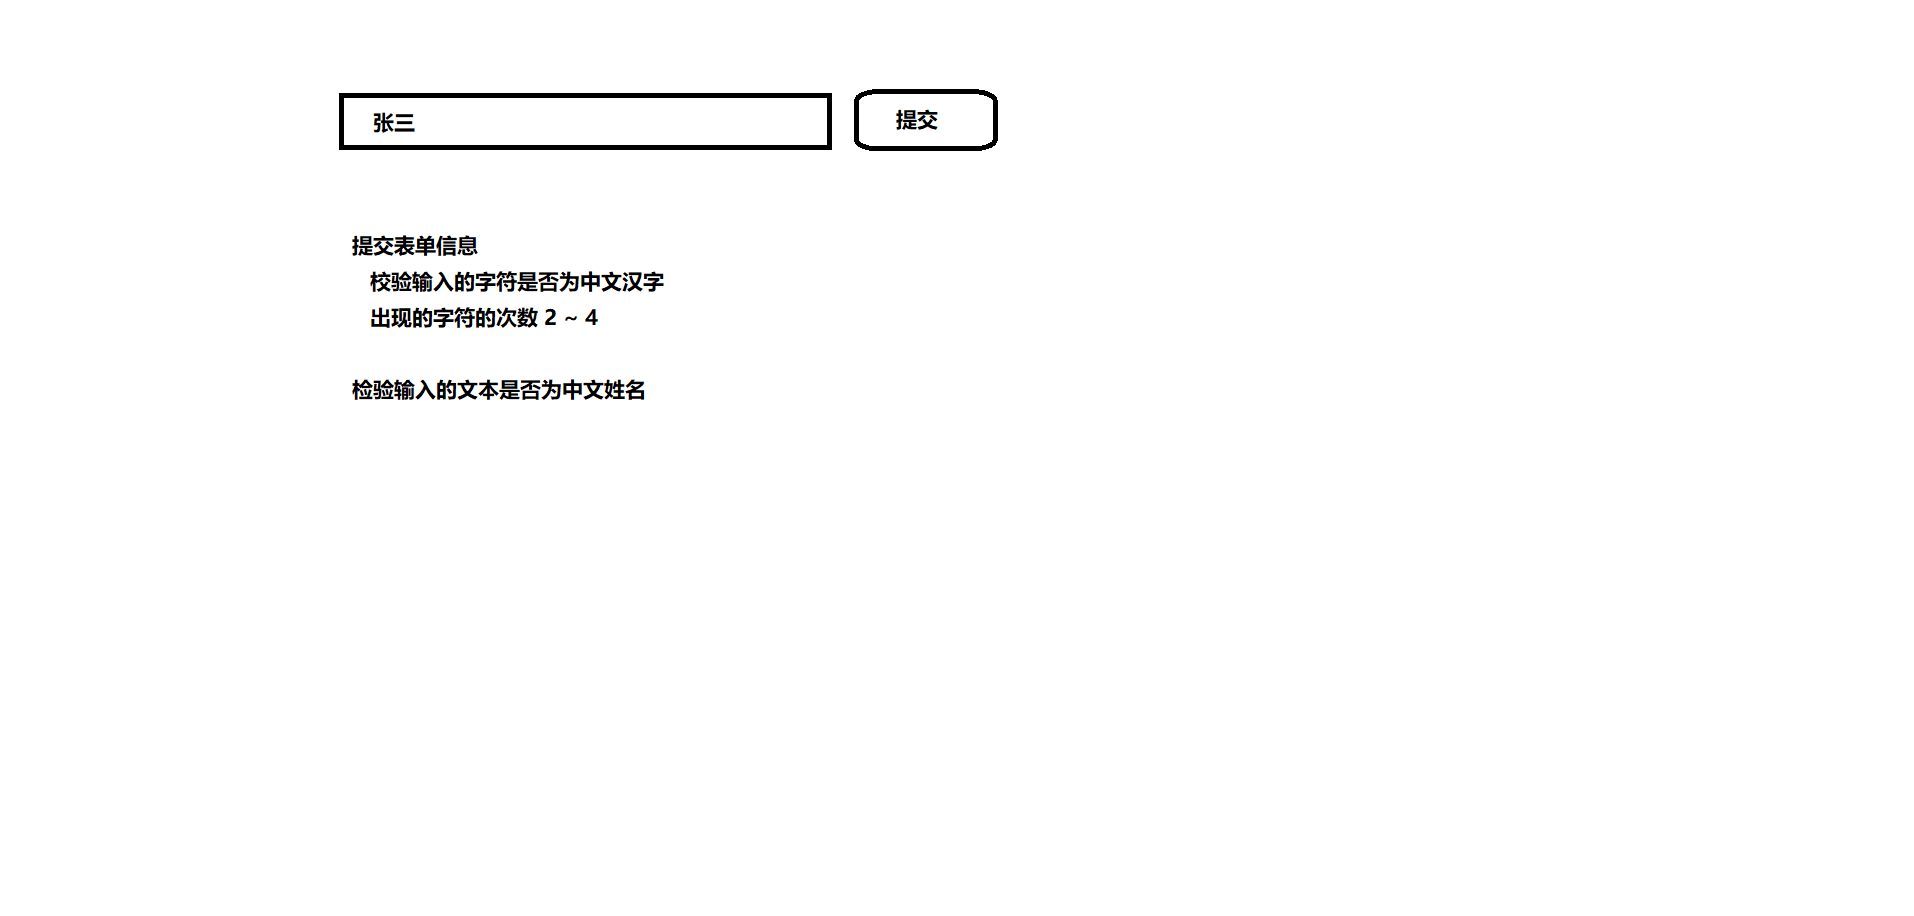 张三
提交
提交表单信息
校验输入的字符是否为中文汉字
出现的字符的次数 2 ~ 4
检验输入的文本是否为中文姓名